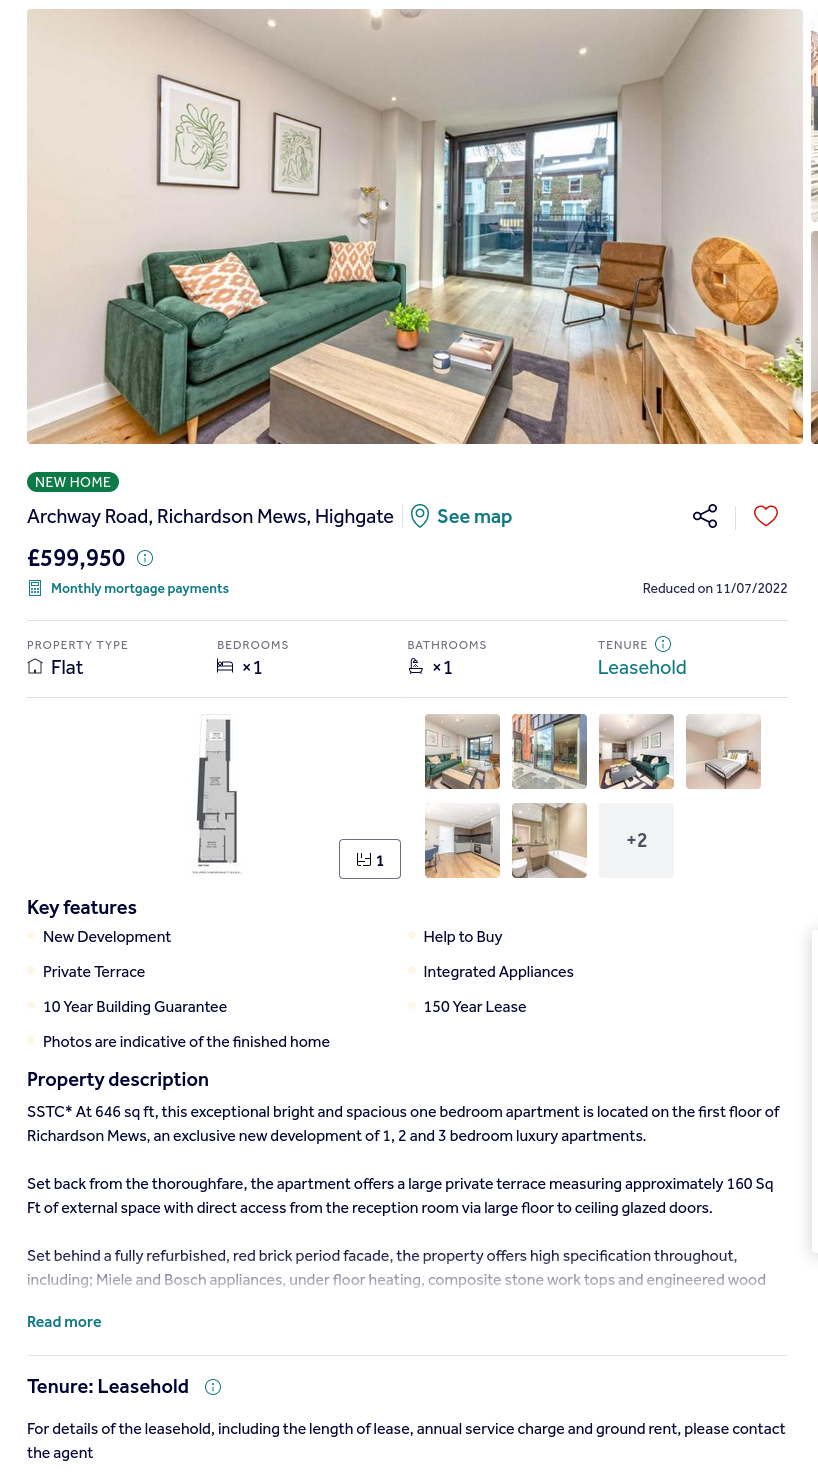 NEW HOME
Archway Road, Richardson Mews, Highgate See map
£599,950
Monthly mortgage payments Reduced on 11/07/2022
PROPERTY TYPE BEDROOMS BATHROOMS TENURE
Flat ×1 ×1 Leasehold
1
+2
Key features
New Development Help to Buy
Private Terrace Integrated Appliances
10 Year Building Guarantee 150 Year Lease
Photos are indicative of the finished home
Property description
SSTC* At 646 sq ft, this exceptional bright and spacious one bedroom apartment is located on the first floor of
Richardson Mews, an exclusive new development of 1, 2 and 3 bedroom luxury apartments.
Set back from the thoroughfare, the apartment offers a large private terrace measuring approximately 160 Sq
Ft of external space with direct access from the reception room via large floor to ceiling glazed doors.
Set behind a fully refurbished, red brick period facade, the property offers high specification throughout,
including; Miele and Bosch appliances, under floor heating, composite stone work tops and engineered wood
Read more
Tenure: Leasehold
For details of the leasehold, including the length of lease, annual service charge and ground rent, please contact
the agent